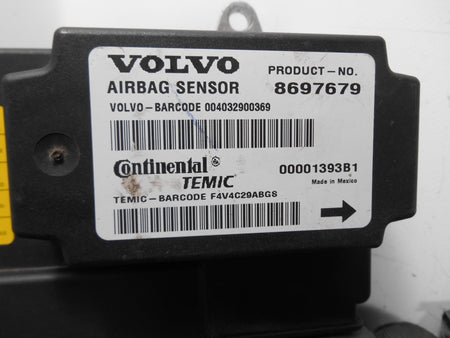 VOLVO
PRODUCT-NO.
AIRBAG SENSOR
8697679
VOLVO-BARCODE 004032900369
Continental
TEMIC
00001393B1
Made in Mexico
TEMIC-BARCODE F4V4C29ABGS